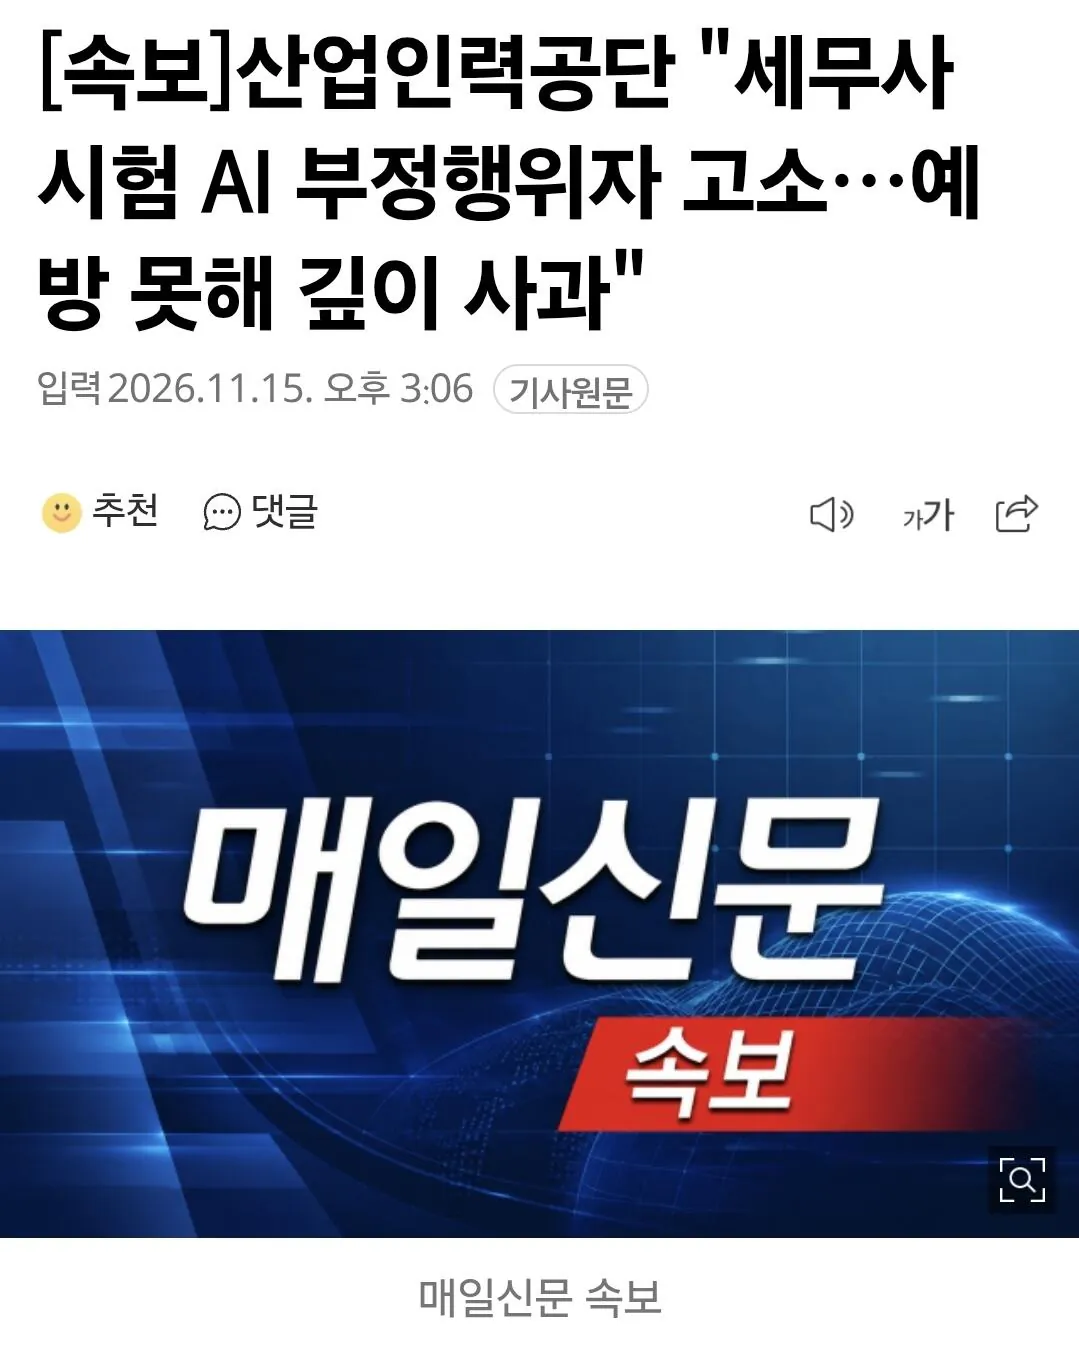 [속보]산업인력공단 "세무사
시험 AI 부정행위자 고소…예
방 못해 깊이 사과"
입력 2026.11.15. 오후 3:06 기사원문
추천 댓글 가가
매일신문
속보
매일신문 속보